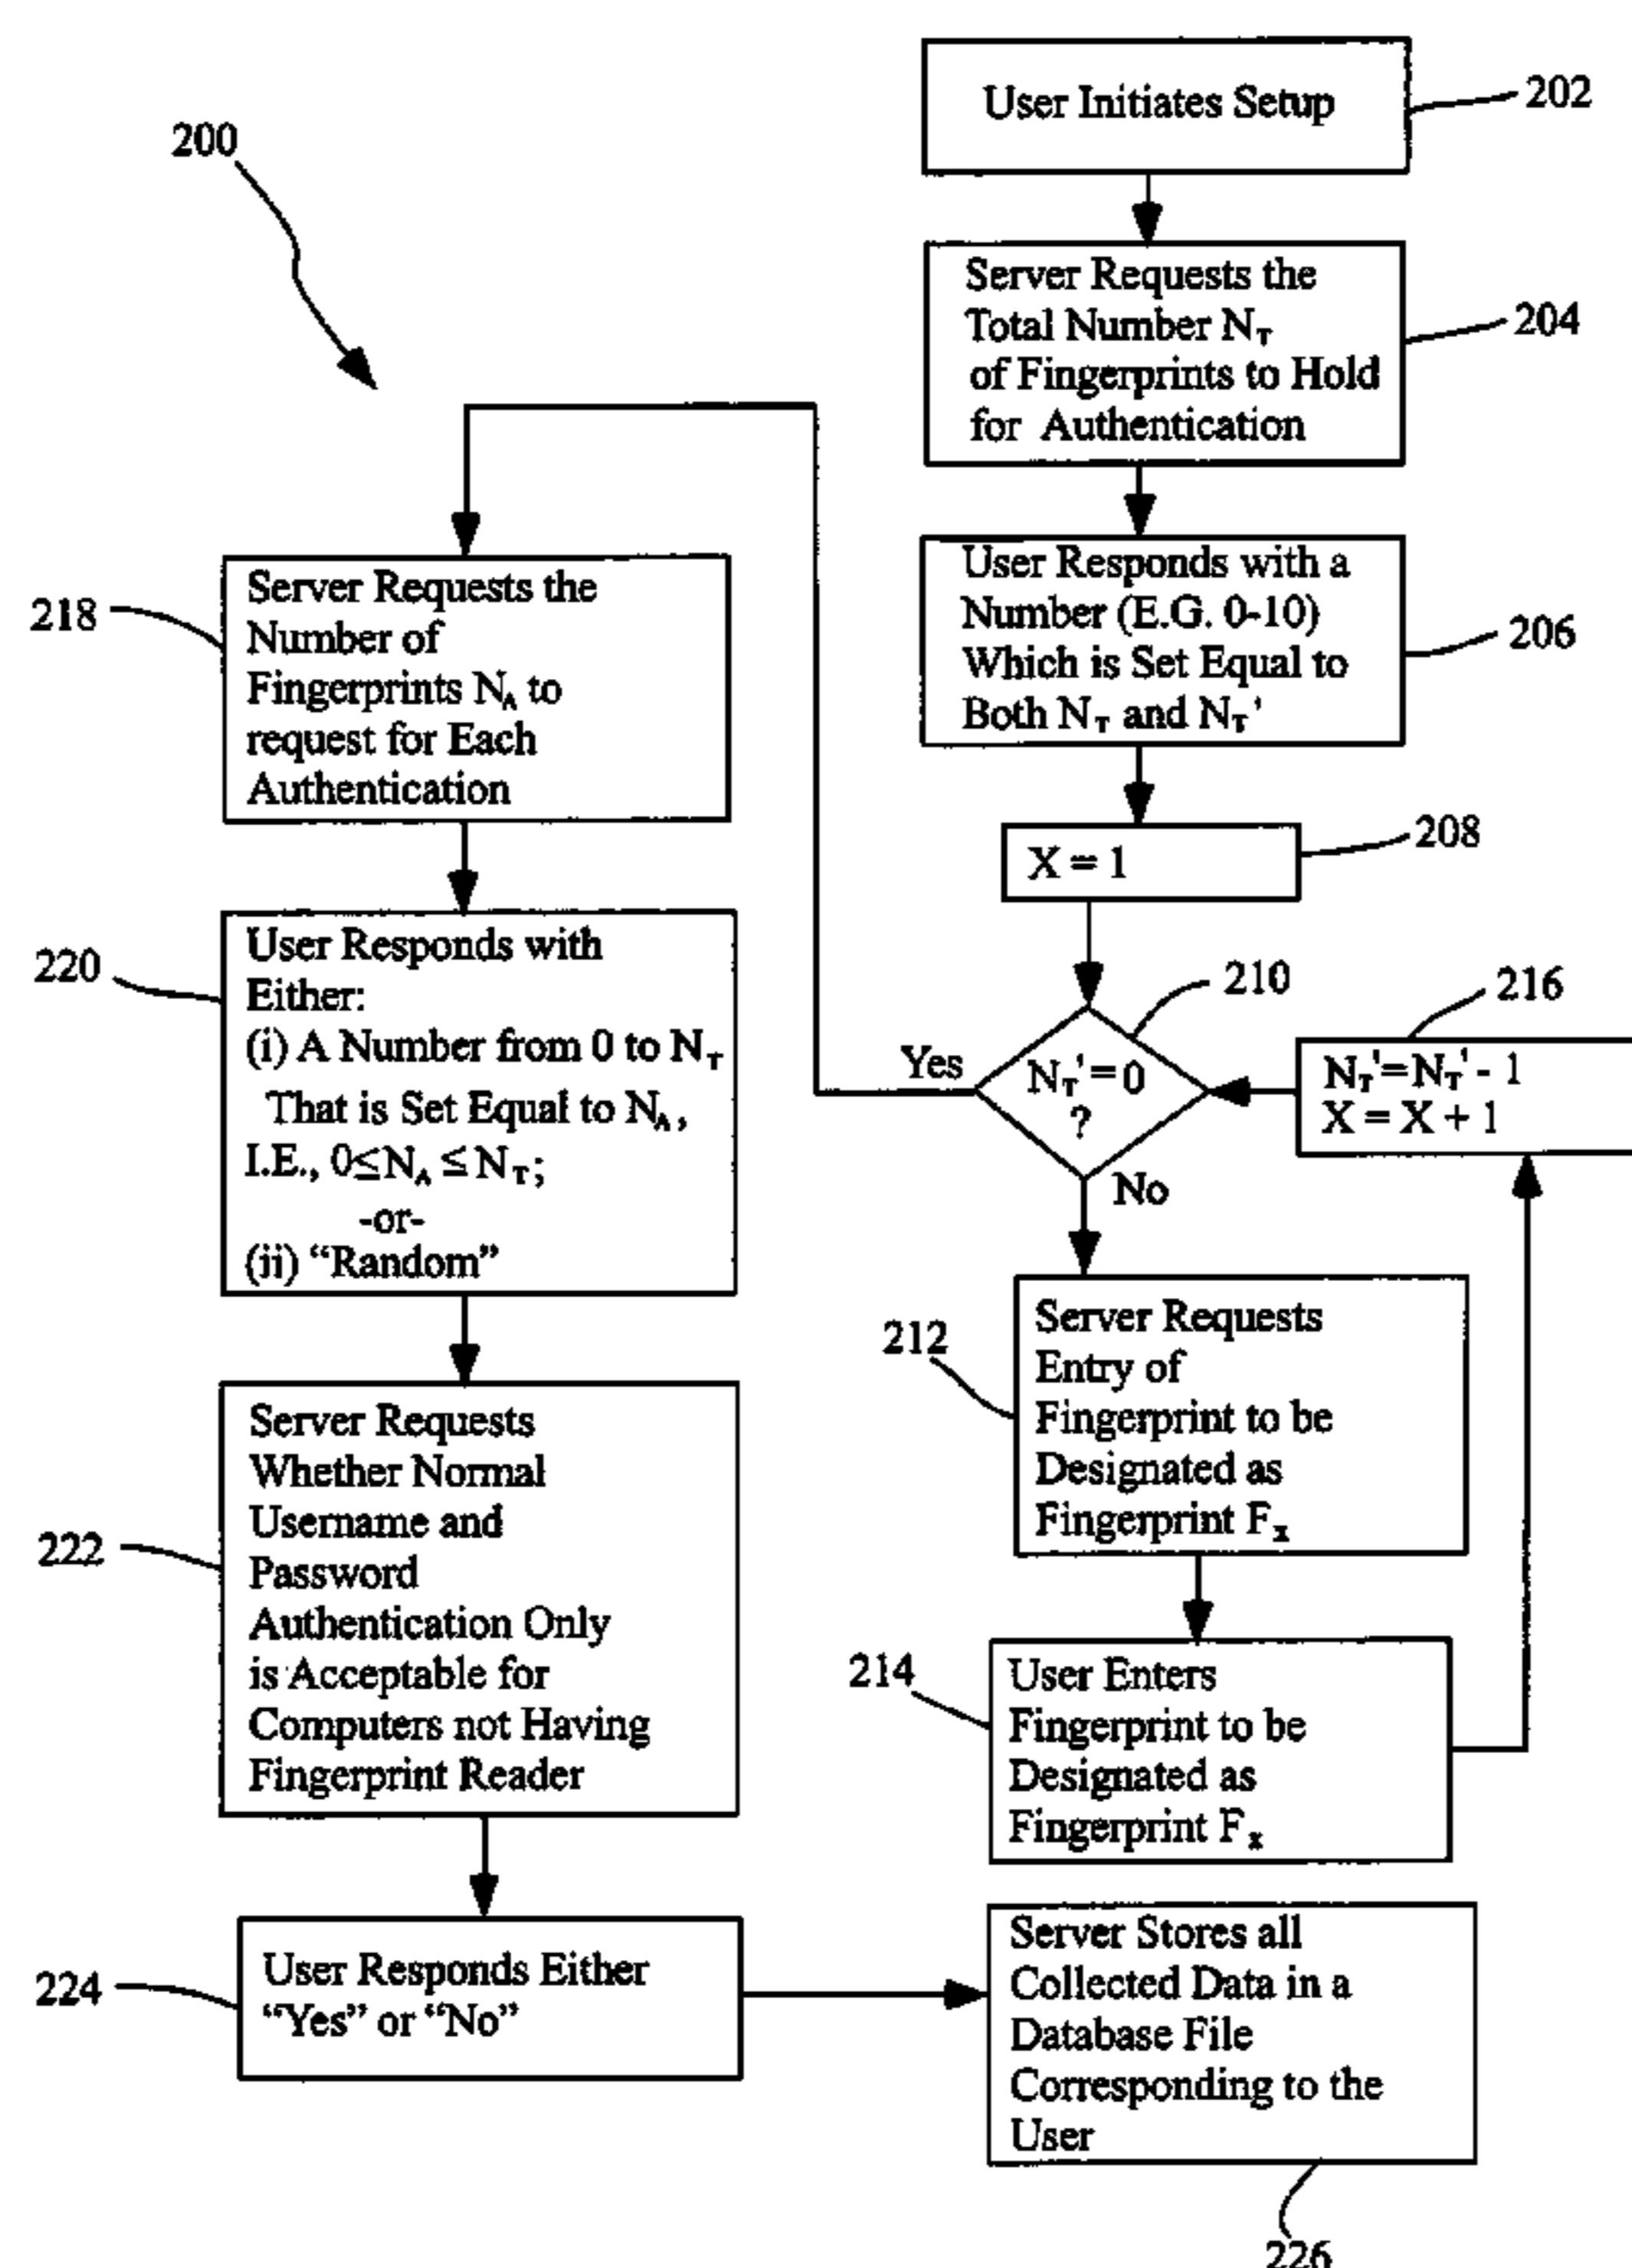 200
User Initiates Setup
202
Server Requests the
Total Number N_T
of Fingerprints to Hold
for Authentication
204
User Responds with a
Number (E.G. 0-10)
Which is Set Equal to
Both N_T and N_T'
206
X = 1
208
N_T' = 0
?
210
Yes
No
Server Requests
Entry of
Fingerprint to be
Designated as
Fingerprint F_x
212
User Enters
Fingerprint to be
Designated as
Fingerprint F_x
214
N_T'=N_T'- 1
X = X + 1
216
Server Requests the
Number of
Fingerprints N_A to
request for Each
Authentication
218
User Responds with
Either:
(i) A Number from 0 to N_T
That is Set Equal to N_A,
I.E., 0≤N_A ≤ N_T;
-or-
(ii) “Random”
220
Server Requests
Whether Normal
Username and
Password
Authentication Only
is Acceptable for
Computers not Having
Fingerprint Reader
222
User Responds Either
“Yes” or “No”
224
Server Stores all
Collected Data in a
Database File
Corresponding to the
User
226